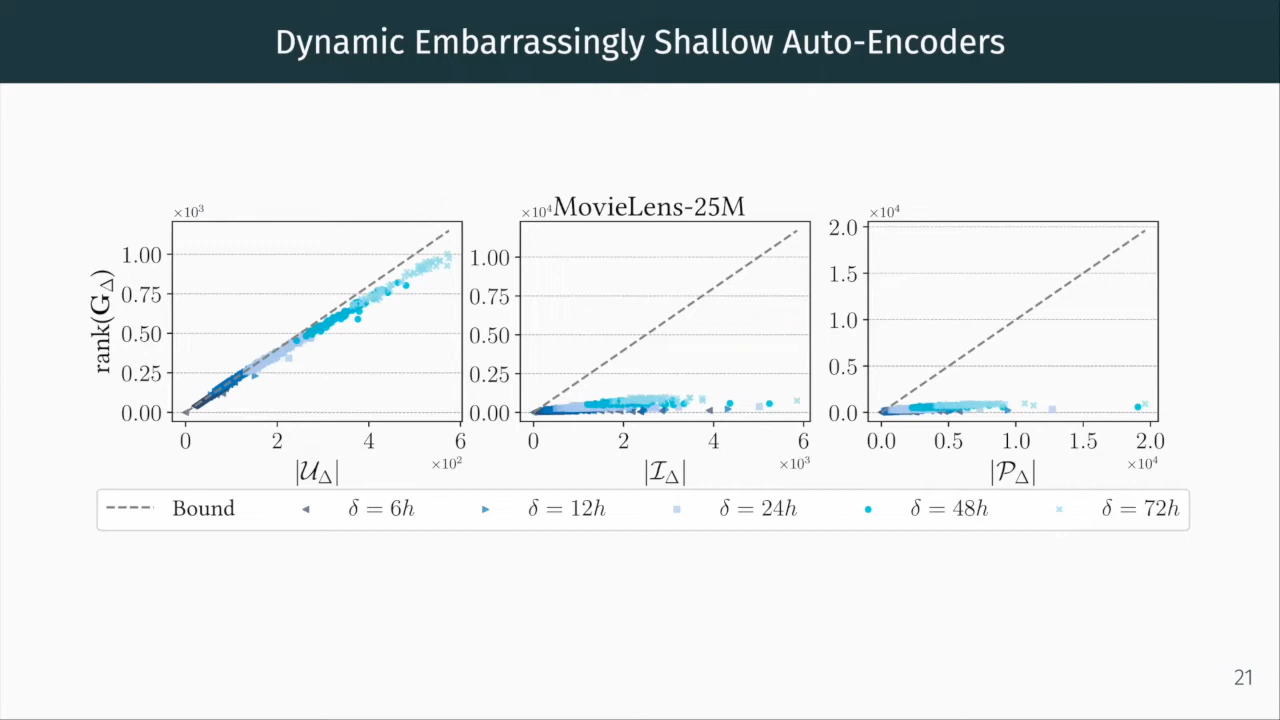 Dynamic Embarrassingly Shallow Auto-Encoders
MovieLens-25M
×10³
×10⁴
×10⁴
rank(G_Δ)
1.00
0.75
0.50
0.25
0.00
0 2 4 6
×10²
|𝒰_Δ|
1.00
0.75
0.50
0.25
0.00
0 2 4 6
×10³
|ℐ_Δ|
2.0
1.5
1.0
0.5
0.0
0.0 0.5 1.0 1.5 2.0
×10⁴
|𝒫_Δ|
Bound δ = 6h δ = 12h δ = 24h δ = 48h δ = 72h
21